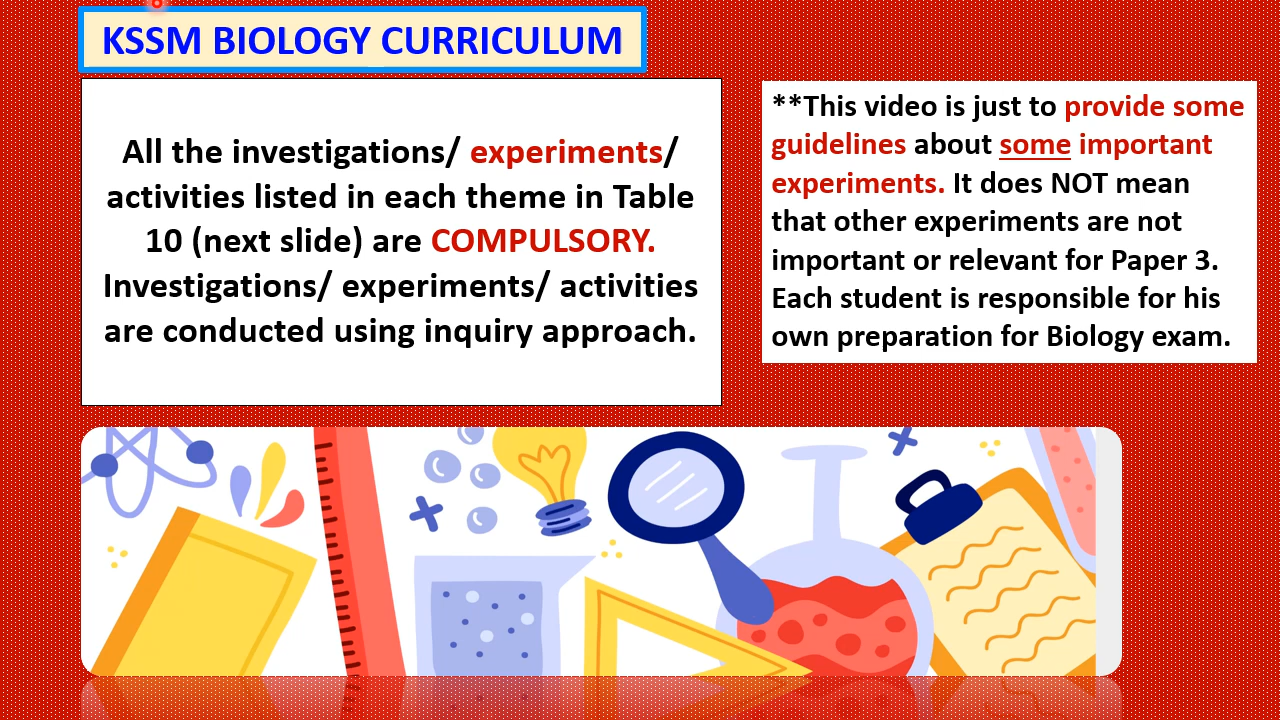 KSSM BIOLOGY CURRICULUM
All the investigations/ experiments/
activities listed in each theme in Table
10 (next slide) are COMPULSORY.
Investigations/ experiments/ activities
are conducted using inquiry approach.
**This video is just to provide some
guidelines about some important
experiments. It does NOT mean
that other experiments are not
important or relevant for Paper 3.
Each student is responsible for his
own preparation for Biology exam.